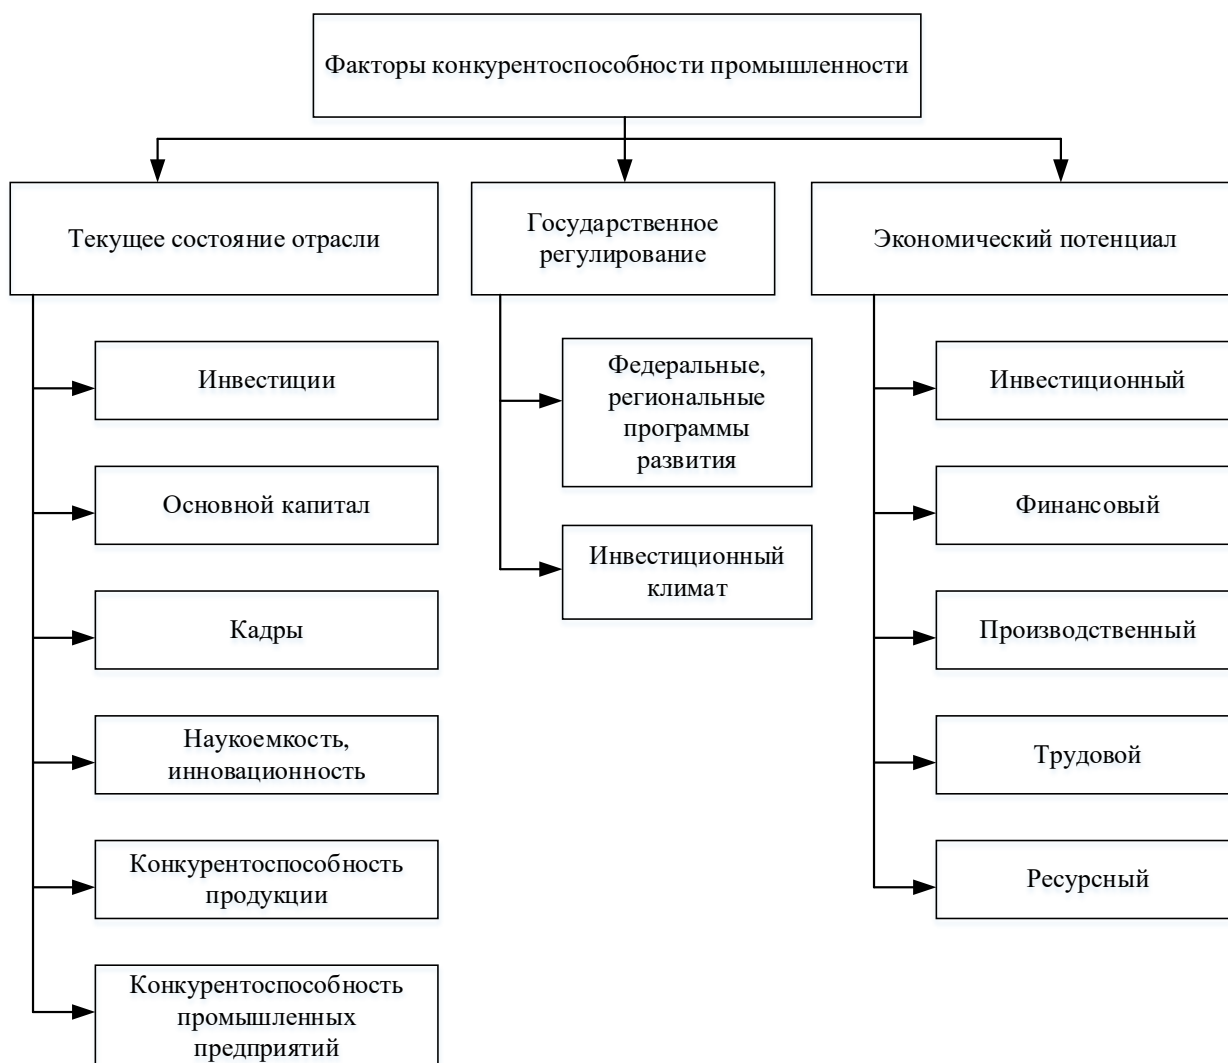 Факторы конкурентоспособности промышленности
Текущее состояние отрасли
Инвестиции
Основной капитал
Кадры
Наукоемкость,
инновационность
Конкурентоспособность
продукции
Конкурентоспособность
промышленных
предприятий
Государственное
регулирование
Федеральные,
региональные
программы
развития
Инвестиционный
климат
Экономический потенциал
Инвестиционный
Финансовый
Производственный
Трудовой
Ресурсный